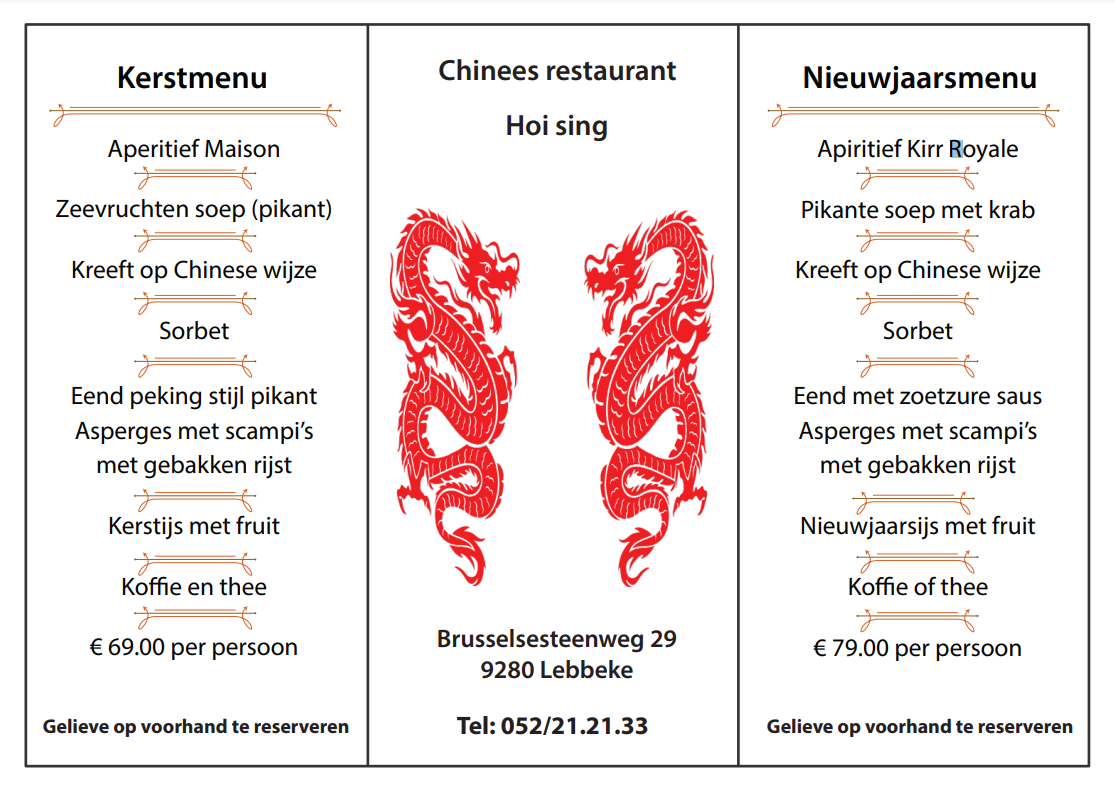 Kerstmenu
Aperitief Maison
Zeevruchten soep (pikant)
Kreeft op Chinese wijze
Sorbet
Eend peking stijl pikant
Asperges met scampi’s
met gebakken rijst
Kerstijs met fruit
Koffie en thee
€ 69.00 per persoon
Gelieve op voorhand te reserveren
Chinees restaurant
Hoi sing
Brusselsesteenweg 29
9280 Lebbeke
Tel: 052/21.21.33
Nieuwjaarsmenu
Apiritief Kirr Royale
Pikante soep met krab
Kreeft op Chinese wijze
Sorbet
Eend met zoetzure saus
Asperges met scampi’s
met gebakken rijst
Nieuwjaarsijs met fruit
Koffie of thee
€ 79.00 per persoon
Gelieve op voorhand te reserveren